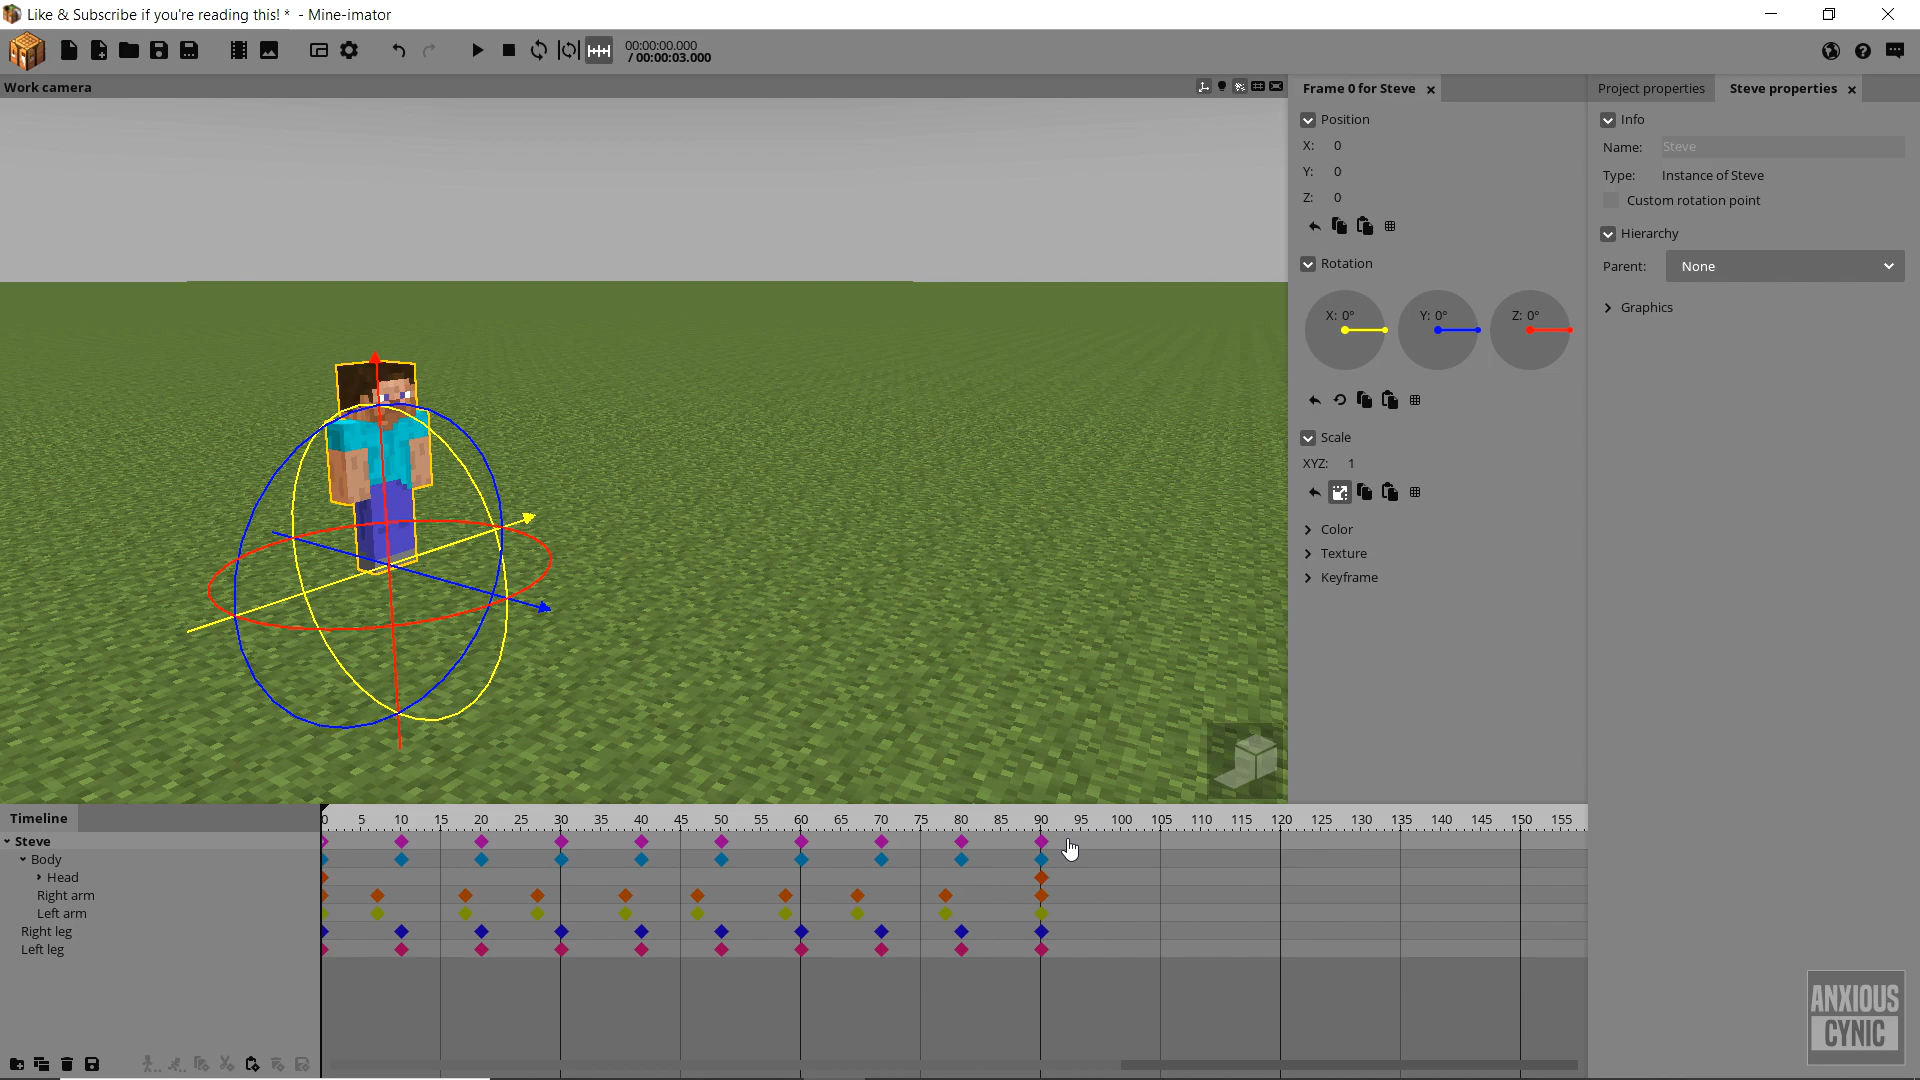 Like & Subscribe if you're reading this! * - Mine-imator
00:00:00.000
/ 00:00:03.000
Work camera
Frame 0 for Steve
Position
X: 0
Y: 0
Z: 0
Rotation
X: 0° Y: 0° Z: 0°
Scale
XYZ: 1
Color
Texture
Keyframe
Project properties Steve properties
Info
Name: Steve
Type: Instance of Steve
Custom rotation point
Hierarchy
Parent: None
Graphics
Timeline
0 5 10 15 20 25 30 35 40 45 50 55 60 65 70 75 80 85 90 95 100 105 110 115 120 125 130 135 140 145 150 155
Steve
Body
Head
Right arm
Left arm
Right leg
Left leg
ANXIOUS
CYNIC